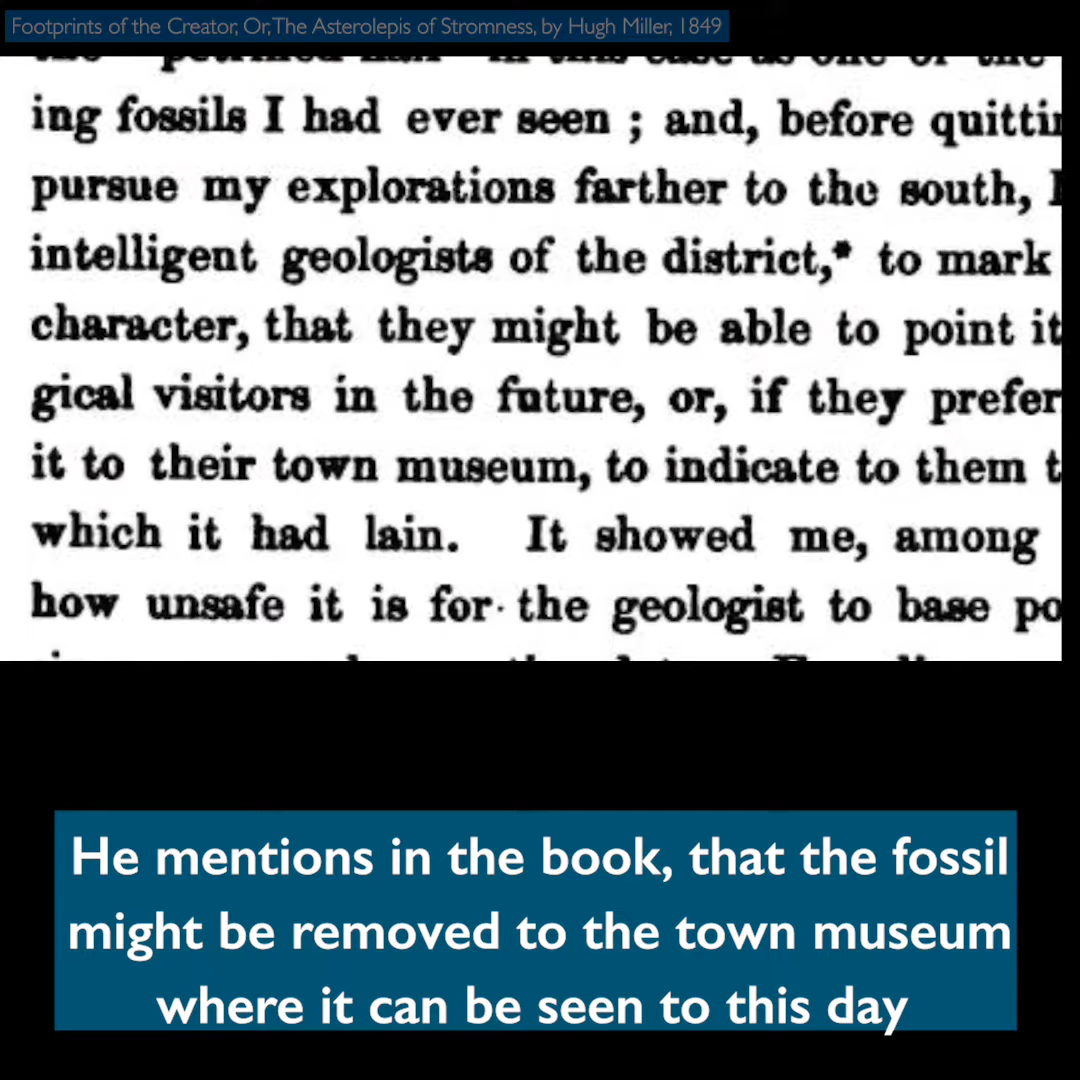 Footprints of the Creator, Or, The Asterolepis of Stromness, by Hugh Miller, 1849
ing fossils I had ever seen ; and, before quittin
pursue my explorations farther to the south, I
intelligent geologists of the district,* to mark
character, that they might be able to point it
gical visitors in the future, or, if they prefer
it to their town museum, to indicate to them t
which it had lain. It showed me, among
how unsafe it is for the geologist to base po
He mentions in the book, that the fossil
might be removed to the town museum
where it can be seen to this day